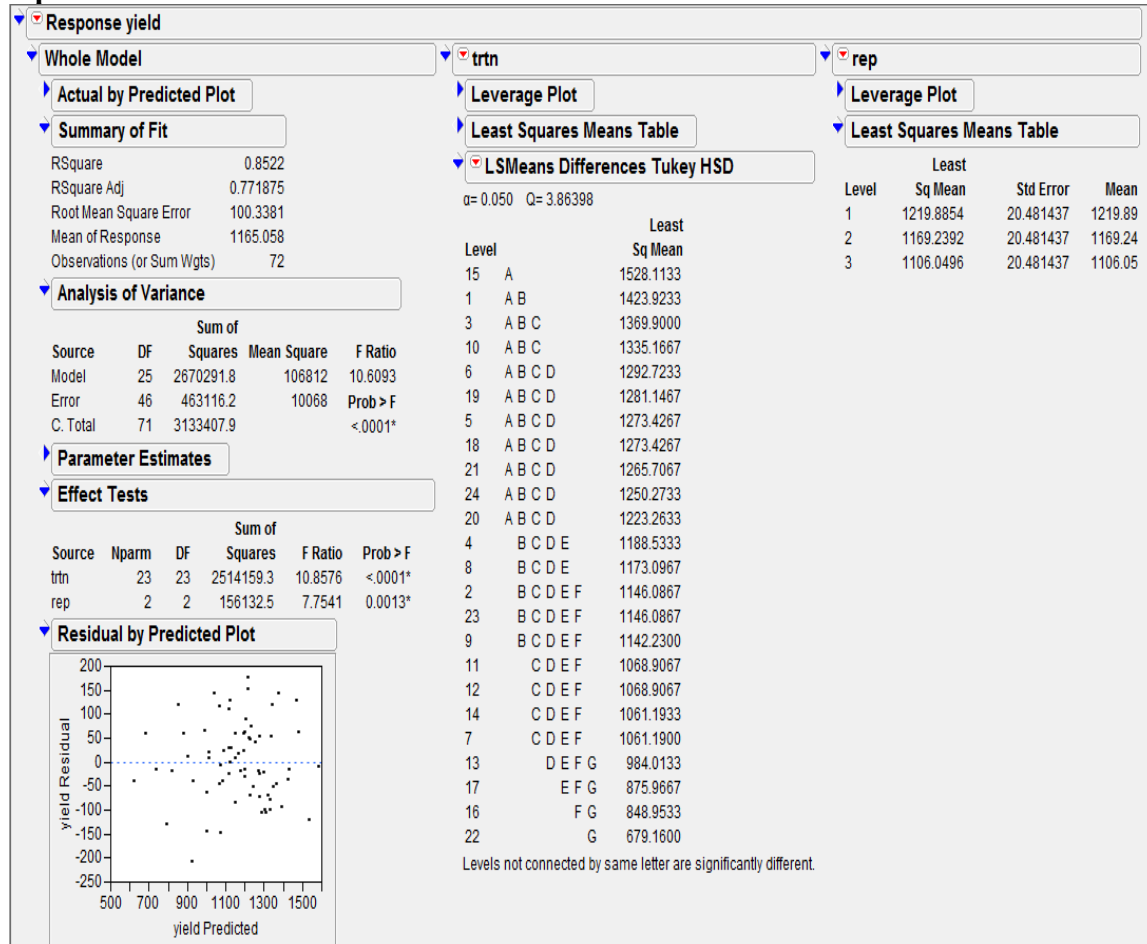 Response yield
Whole Model
Actual by Predicted Plot
Summary of Fit
RSquare 0.8522
RSquare Adj 0.771875
Root Mean Square Error 100.3381
Mean of Response 1165.058
Observations (or Sum Wgts) 72
Analysis of Variance
Sum of
Source DF Squares Mean Square F Ratio
Model 25 2670291.8 106812 10.6093
Error 46 463116.2 10068 Prob > F
C. Total 71 3133407.9 <.0001*
Parameter Estimates
Effect Tests
Sum of
Source Nparm DF Squares F Ratio Prob > F
trtn 23 23 2514159.3 10.8576 <.0001*
rep 2 2 156132.5 7.7541 0.0013*
Residual by Predicted Plot
200
150
100
50
0
-50
-100
-150
-200
-250
yield Residual
500 700 900 1100 1300 1500
yield Predicted
trtn
Leverage Plot
Least Squares Means Table
LSMeans Differences Tukey HSD
α= 0.050 Q= 3.86398
Least
Level Sq Mean
15 A 1528.1133
1 A B 1423.9233
3 A B C 1369.9000
10 A B C 1335.1667
6 A B C D 1292.7233
19 A B C D 1281.1467
5 A B C D 1273.4267
18 A B C D 1273.4267
21 A B C D 1265.7067
24 A B C D 1250.2733
20 A B C D 1223.2633
4 B C D E 1188.5333
8 B C D E 1173.0967
2 B C D E F 1146.0867
23 B C D E F 1146.0867
9 B C D E F 1142.2300
11 C D E F 1068.9067
12 C D E F 1068.9067
14 C D E F 1061.1933
7 C D E F 1061.1900
13 D E F G 984.0133
17 E F G 875.9667
16 F G 848.9533
22 G 679.1600
Levels not connected by same letter are significantly different.
rep
Leverage Plot
Least Squares Means Table
Least
Level Sq Mean Std Error Mean
1 1219.8854 20.481437 1219.89
2 1169.2392 20.481437 1169.24
3 1106.0496 20.481437 1106.05